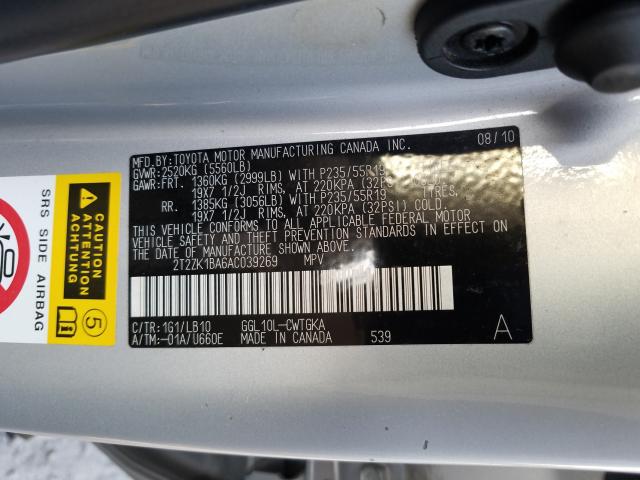 MFD.BY:TOYOTA MOTOR MANUFACTURING CANADA INC. 08/10
GVWR:2520KG (5560LB)
GAWR:FRT. 1360KG (2999LB) WITH P235/55R19
19X7 1/2J RIMS, AT 220KPA (32PS
RR. 1385KG (3056LB) WITH P235/55R19 TIRES,
19X7 1/2J RIMS, AT 220KPA (32PSI) COLD.
THIS VEHICLE CONFORMS TO ALL APPLICABLE FEDERAL MOTOR
VEHICLE SAFETY AND THEFT PREVENTION STANDARDS IN EFFECT ON
THE DATE OF MANUFACTURE SHOWN ABOVE.
2T2ZK1BA6AC039269 MPV
C/TR:1G1/LB10 GGL10L-CWTGKA
A/TM:-01A/U660E MADE IN CANADA 539 A
SRS SIDE AIRBAG
CAUTION
ATTENTION
ACHTUNG
5